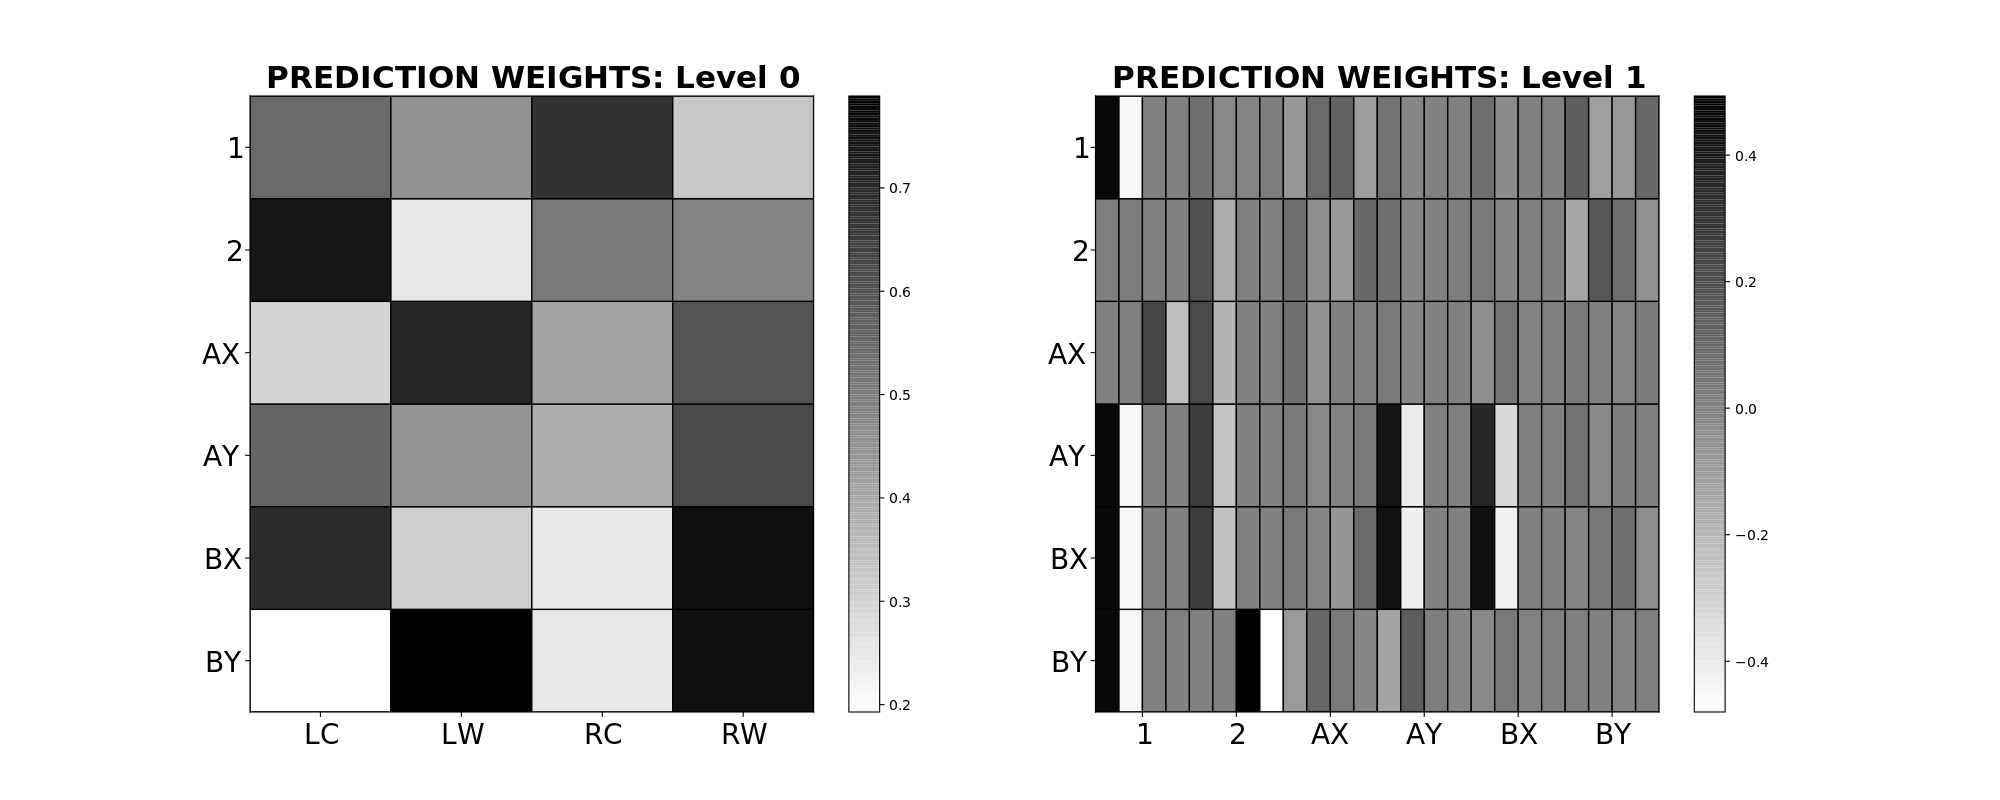 PREDICTION WEIGHTS: Level 0
1
2
AX
AY
BX
BY
LC LW RC RW
0.7
0.6
0.5
0.4
0.3
0.2
PREDICTION WEIGHTS: Level 1
1
2
AX
AY
BX
BY
1 2 AX AY BX BY
0.4
0.2
0.0
−0.2
−0.4